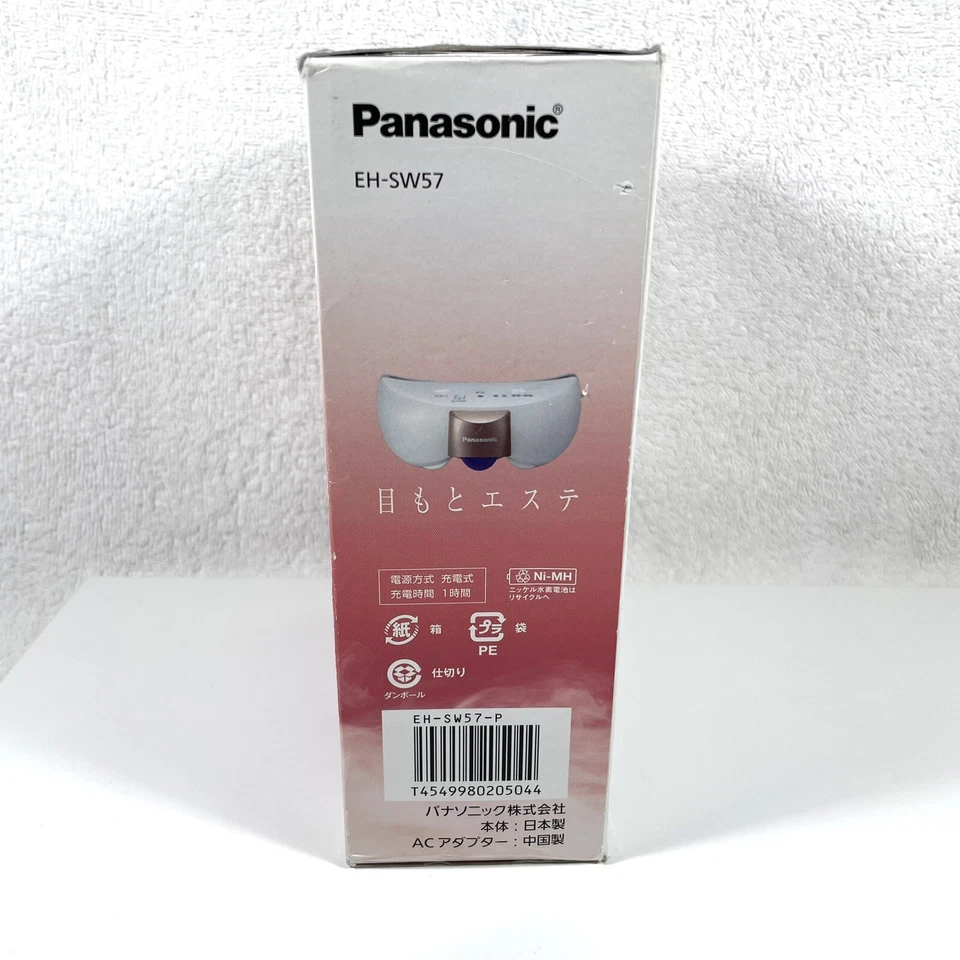 Panasonic®
EH-SW57
Panasonic
目もとエステ
電源方式 充電式
充電時間 1時間
Ni-MH
ニッケル水素電池は
リサイクルへ
紙 箱
プラ 袋
PE
仕切り
ダンボール
EH-SW57-P
T4549980205044
パナソニック株式会社
本体：日本製
ACアダプター：中国製